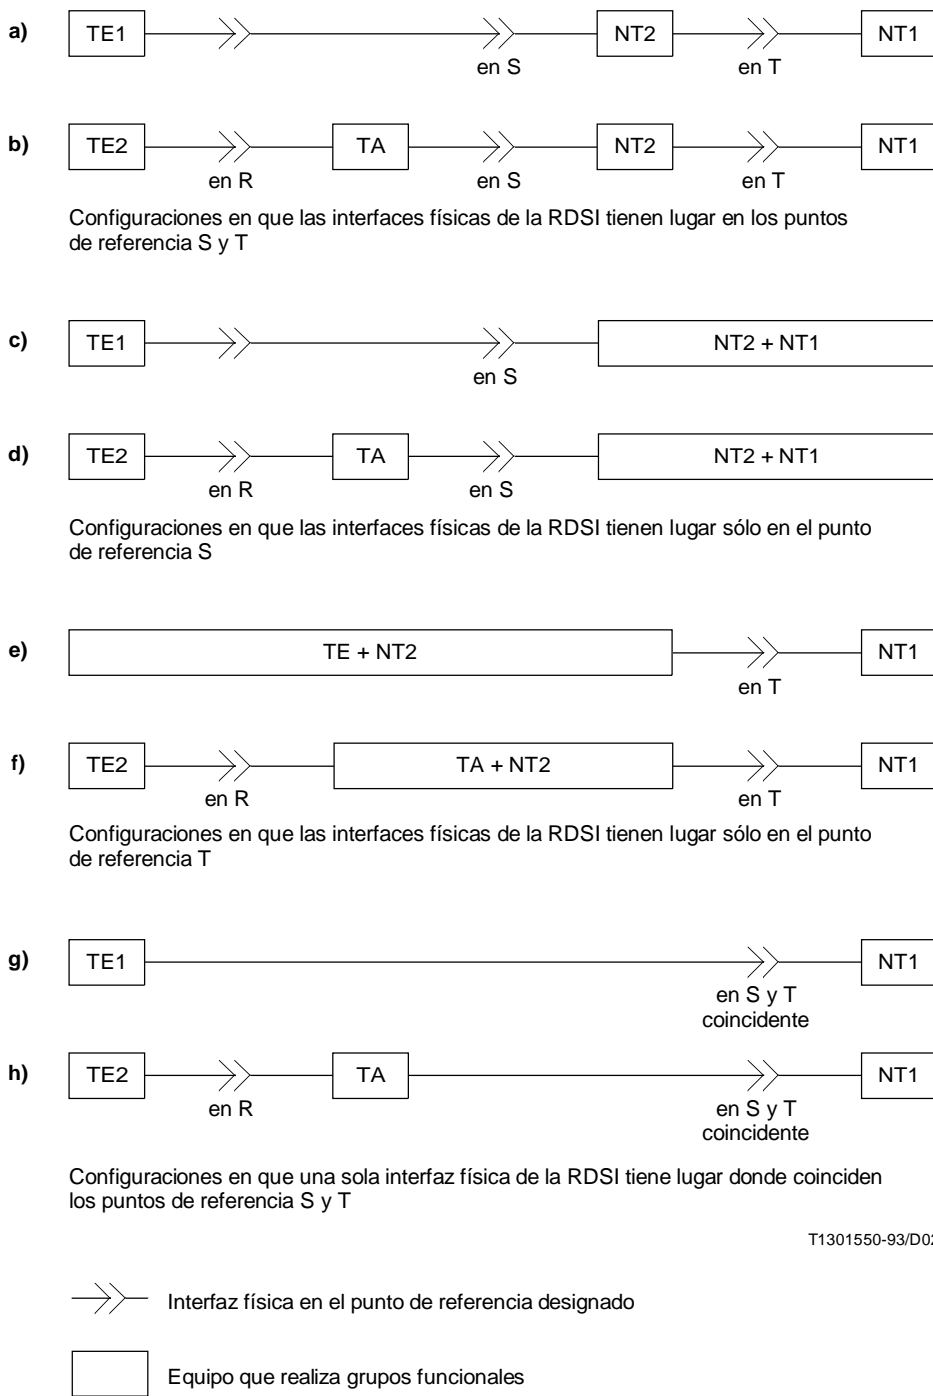 a) TE1 NT2 NT1
en S en T
b) TE2 TA NT2 NT1
en R en S en T
Configuraciones en que las interfaces físicas de la RDSI tienen lugar en los puntos
de referencia S y T
c) TE1 NT2 + NT1
en S
d) TE2 TA NT2 + NT1
en R en S
Configuraciones en que las interfaces físicas de la RDSI tienen lugar sólo en el punto
de referencia S
e) TE + NT2 NT1
en T
f) TE2 TA + NT2 NT1
en R en T
Configuraciones en que las interfaces físicas de la RDSI tienen lugar sólo en el punto
de referencia T
g) TE1 NT1
en S y T
coincidente
h) TE2 TA NT1
en R en S y T
coincidente
Configuraciones en que una sola interfaz física de la RDSI tiene lugar donde coinciden
los puntos de referencia S y T
T1301550-93/D02
Interfaz física en el punto de referencia designado
Equipo que realiza grupos funcionales